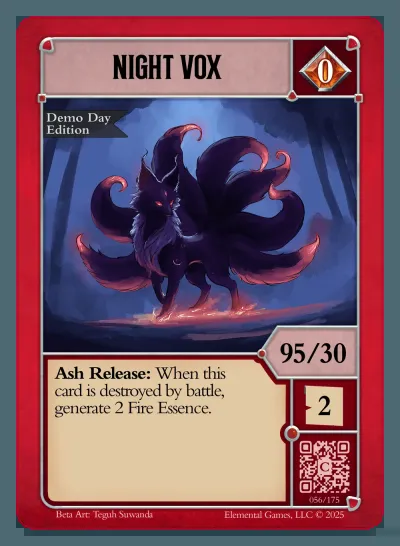 NIGHT VOX
0
Demo Day
Edition
95/30
Ash Release: When this
card is destroyed by battle,
generate 2 Fire Essence.
2
C
056/175
Beta Art: Teguh Suwanda
Elemental Games, LLC © 2025